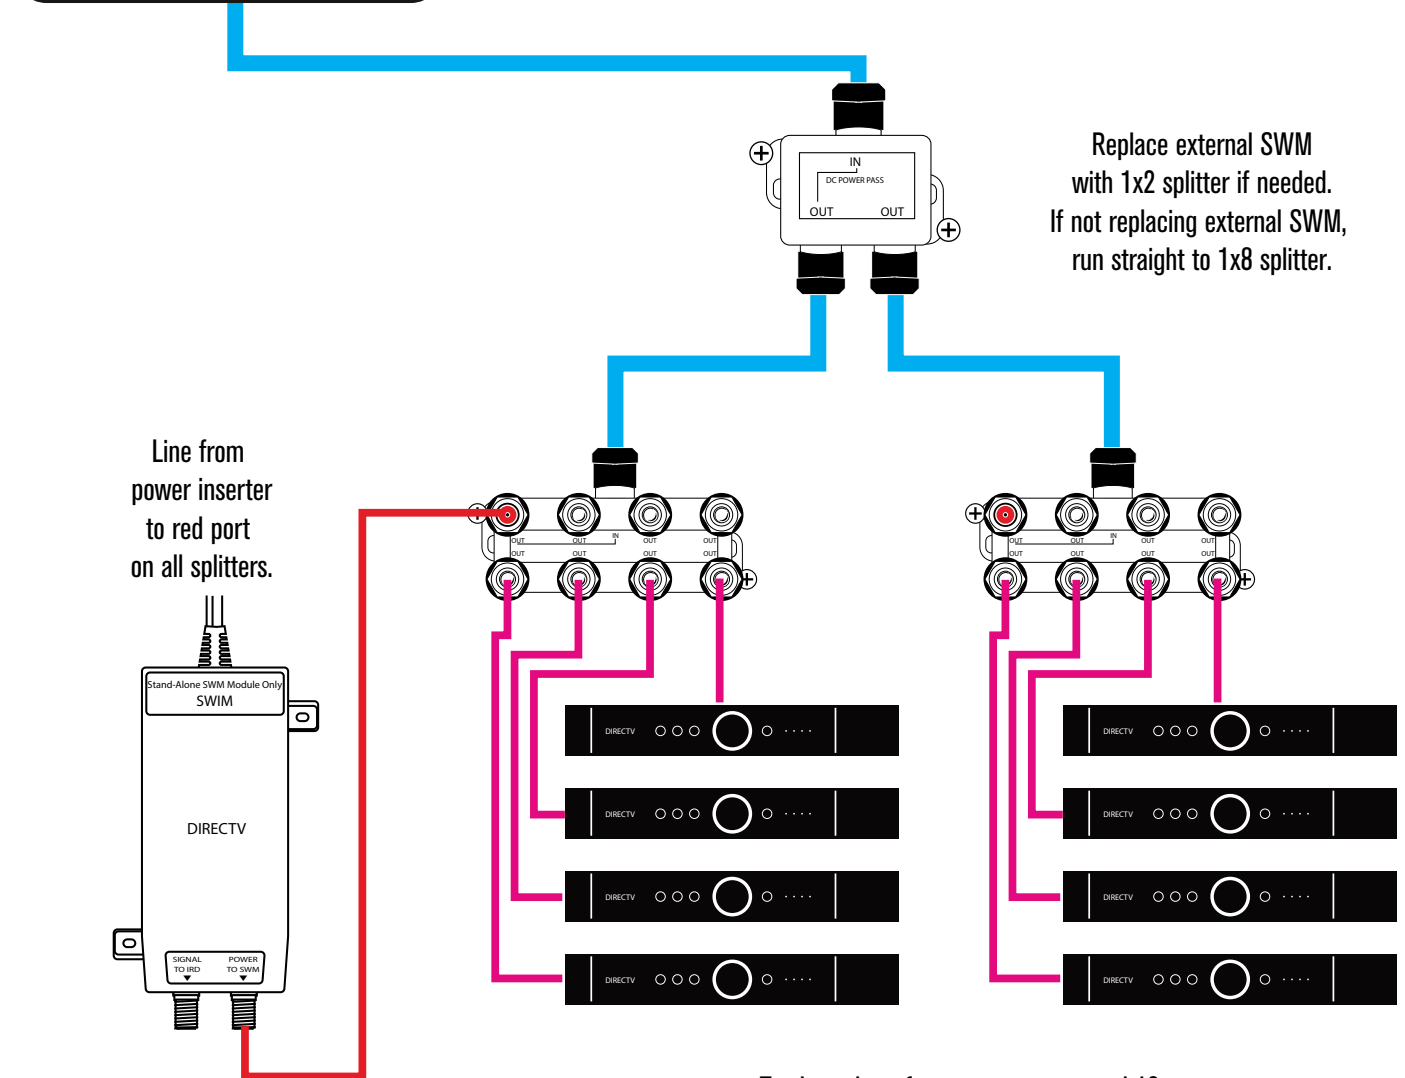 IN
DC POWER PASS
OUT OUT
Replace external SWM
with 1x2 splitter if needed.
If not replacing external SWM,
run straight to 1x8 splitter.
Line from
power inserter
to red port
on all splitters.
IN
OUT OUT OUT OUT
OUT OUT OUT OUT
IN
OUT OUT OUT OUT
OUT OUT OUT OUT
Stand-Alone SWM Module Only
SWIM
DIRECTV
SIGNAL
TO IRD
POWER
TO SWM
DIRECTV
DIRECTV
DIRECTV
DIRECTV
DIRECTV
DIRECTV
DIRECTV
DIRECTV